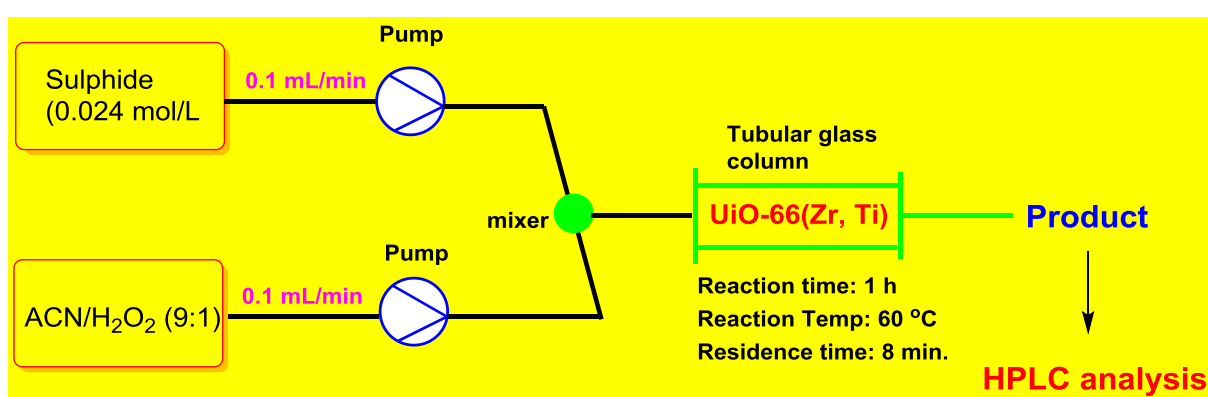 Pump
Sulphide
(0.024 mol/L
0.1 mL/min
Tubular glass
column
mixer
UiO-66(Zr, Ti)
Product
Pump
ACN/H₂O₂ (9:1)
0.1 mL/min
Reaction time: 1 h
Reaction Temp: 60 ºC
Residence time: 8 min.
HPLC analysis